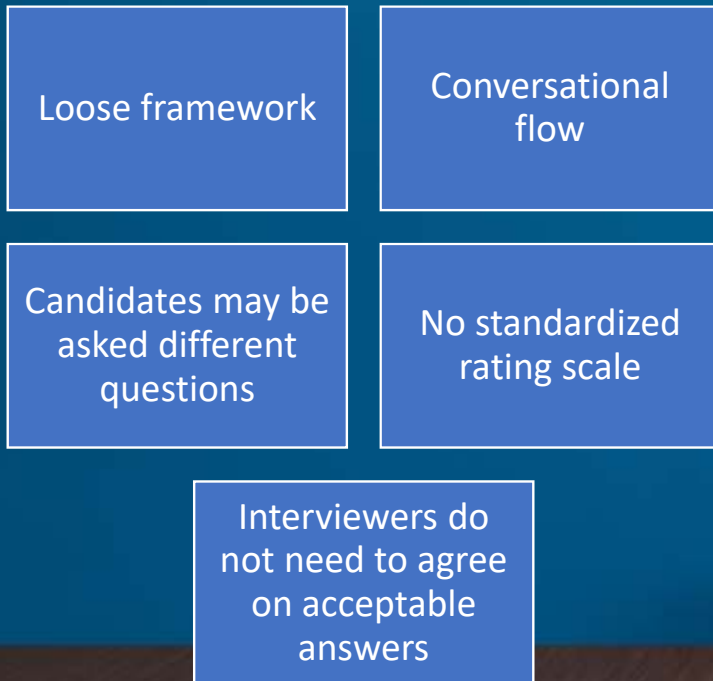 Loose framework
Conversational
flow
Candidates may be
asked different
questions
No standardized
rating scale
Interviewers do
not need to agree
on acceptable
answers